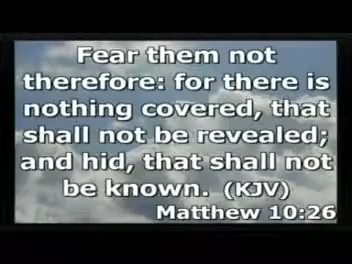 Fear them not
therefore: for there is
nothing covered, that
shall not be revealed;
and hid, that shall not
be known. (KJV)
Matthew 10:26